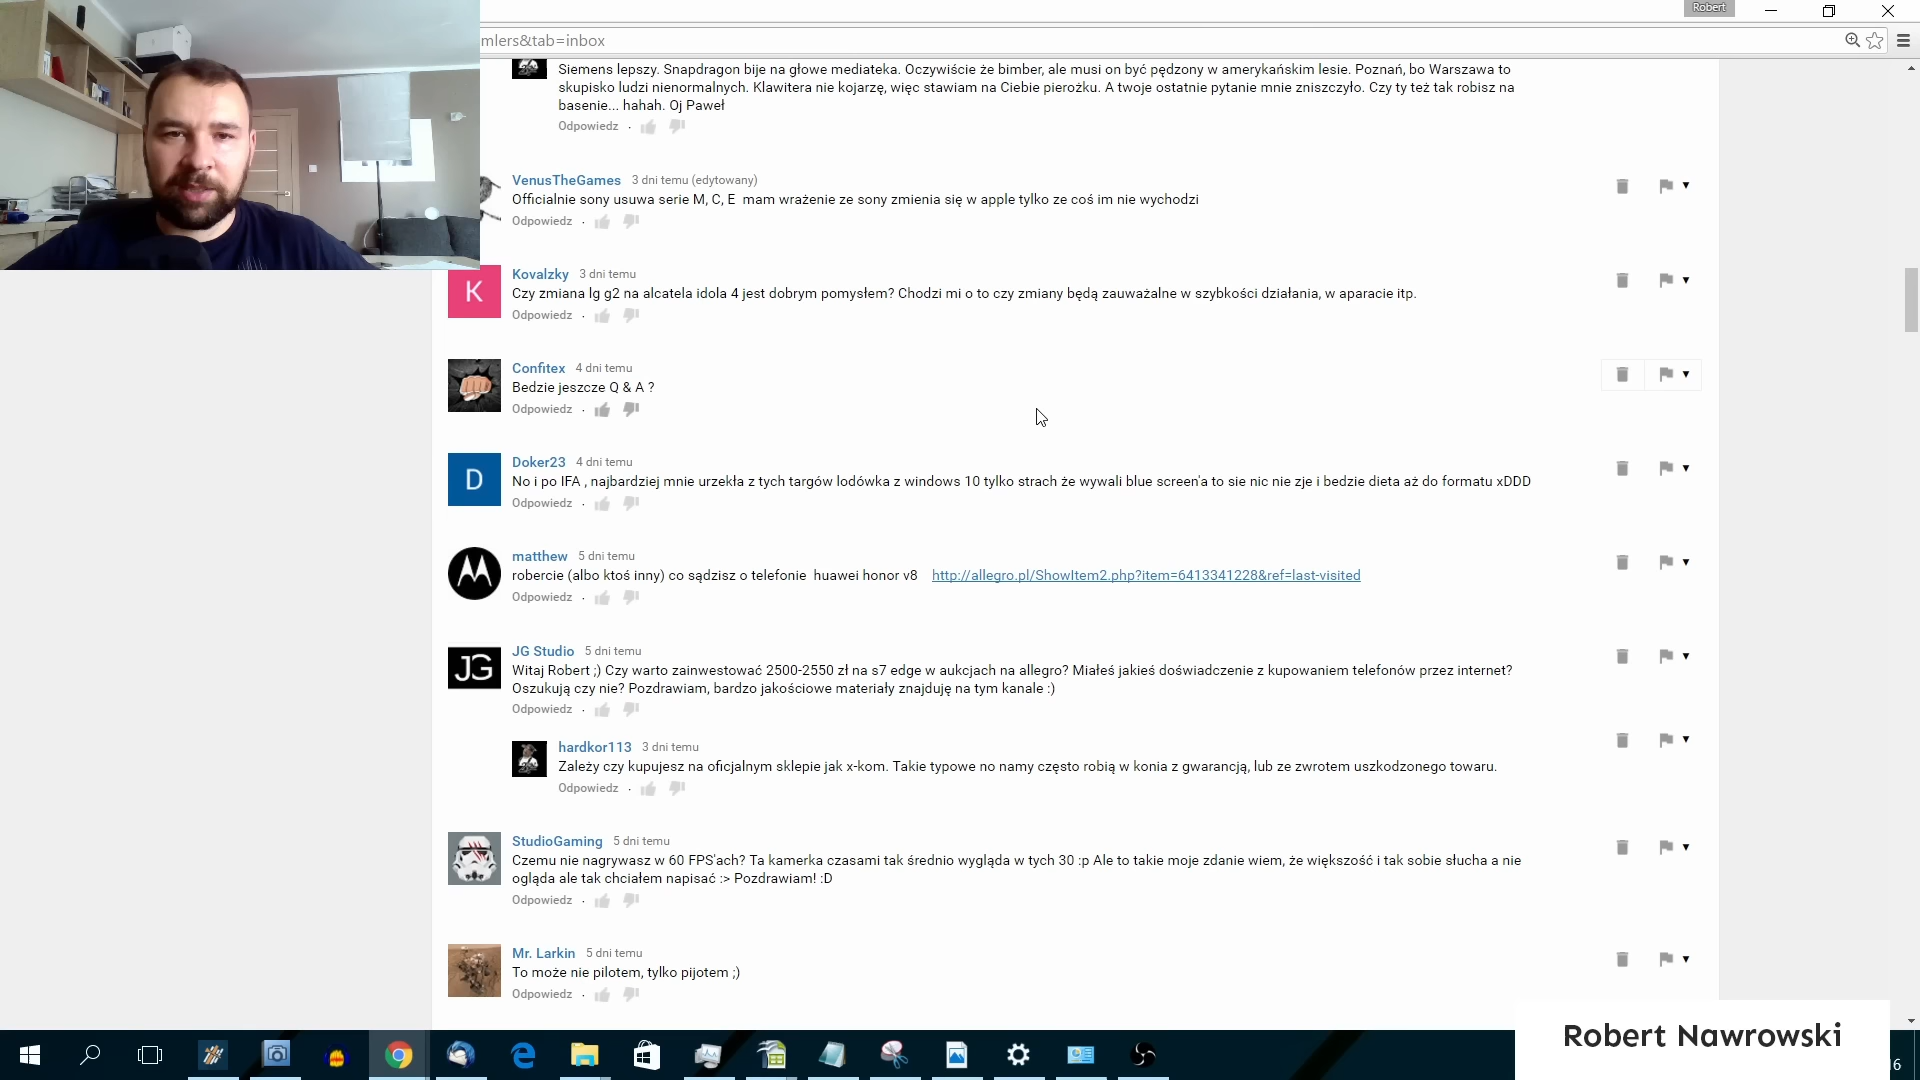 Robert
mlers&tab=inbox
Siemens lepszy. Snapdragon bije na głowe mediateka. Oczywiście że bimber, ale musi on być pędzony w amerykańskim lesie. Poznań, bo Warszawa to
skupisko ludzi nienormalnych. Klawitera nie kojarzę, więc stawiam na Ciebie pierożku. A twoje ostatnie pytanie mnie zniszczyło. Czy ty też tak robisz na
basenie... hahah. Oj Paweł
Odpowiedz .
VenusTheGames 3 dni temu (edytowany)
Officialnie sony usuwa serie M, C, E mam wrażenie ze sony zmienia się w apple tylko ze coś im nie wychodzi
Odpowiedz .
K
Kovalzky 3 dni temu
Czy zmiana lg g2 na alcatela idola 4 jest dobrym pomysłem? Chodzi mi o to czy zmiany będą zauważalne w szybkości działania, w aparacie itp.
Odpowiedz .
Confitex 4 dni temu
Bedzie jeszcze Q & A ?
Odpowiedz .
D
Doker23 4 dni temu
No i po IFA , najbardziej mnie urzekła z tych targów lodówka z windows 10 tylko strach że wywali blue screen'a to sie nic nie zje i bedzie dieta aż do formatu xDDD
Odpowiedz .
matthew 5 dni temu
robercie (albo ktoś inny) co sądzisz o telefonie huawei honor v8 http://allegro.pl/ShowItem2.php?item=6413341228&ref=last-visited
Odpowiedz .
JG
JG Studio 5 dni temu
Witaj Robert ;) Czy warto zainwestować 2500-2550 zł na s7 edge w aukcjach na allegro? Miałeś jakieś doświadczenie z kupowaniem telefonów przez internet?
Oszukują czy nie? Pozdrawiam, bardzo jakościowe materiały znajduję na tym kanale :)
Odpowiedz .
hardkor113 3 dni temu
Zależy czy kupujesz na oficjalnym sklepie jak x-kom. Takie typowe no namy często robią w konia z gwarancją, lub ze zwrotem uszkodzonego towaru.
Odpowiedz .
StudioGaming 5 dni temu
Czemu nie nagrywasz w 60 FPS'ach? Ta kamerka czasami tak średnio wygląda w tych 30 :p Ale to takie moje zdanie wiem, że większość i tak sobie słucha a nie
ogląda ale tak chciałem napisać :> Pozdrawiam! :D
Odpowiedz .
Mr. Larkin 5 dni temu
To może nie pilotem, tylko pijotem ;)
Odpowiedz .
Robert Nawrowski
16